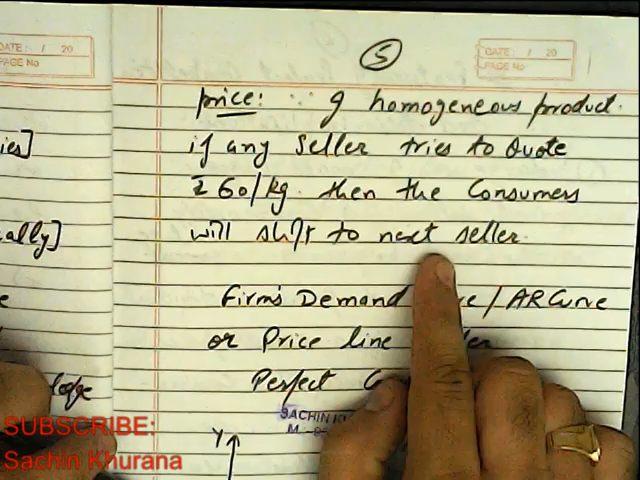 DATE: / / 20
PAGE No
DATE: / / 20
PAGE No
5
price: ∵ of homogeneous product.
if any Seller tries to Quote
₹ 60/kg. then the Consumers
will shift to next seller.
Firm's Demand /AR Curve
or Price line
Perfect
SACHIN
Y
SUBSCRIBE:
Sachin Khurana